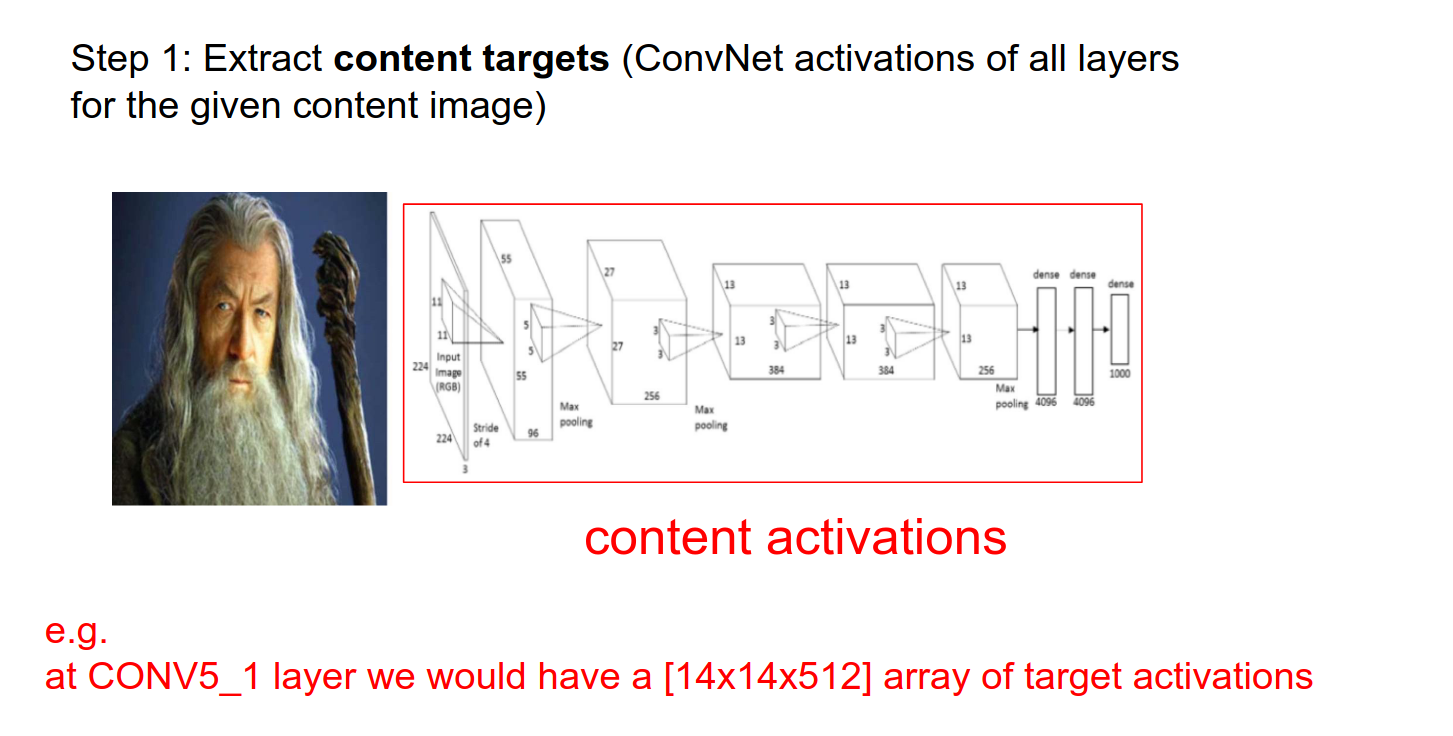 Step 1: Extract content targets (ConvNet activations of all layers
for the given content image)
11
11
Input
Image
(RGB)
224
224
3
Stride
of 4
55
5
5
55
96
Max
pooling
27
3
3
27
256
Max
pooling
13
3
3
13
384
13
3
3
13
384
13
13
256
Max
pooling
dense
4096
dense
4096
dense
1000
content activations
e.g.
at CONV5_1 layer we would have a [14x14x512] array of target activations